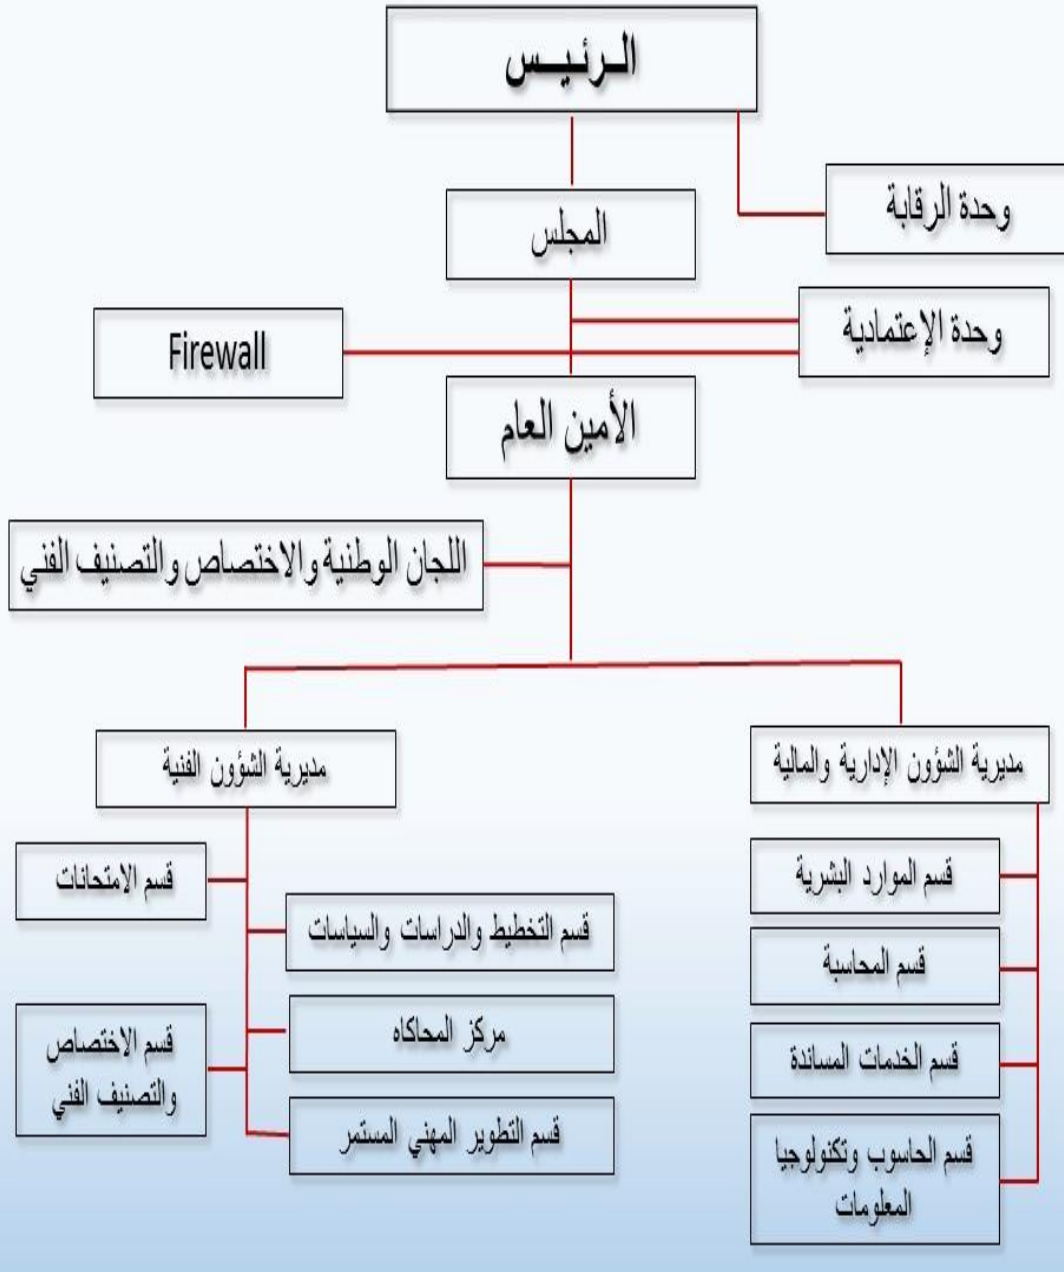 الـرئـيـس
وحدة الرقابة
المجلس
وحدة الإعتمادية
Firewall
الأمين العام
اللجان الوطنية والاختصاص والتصنيف الفني
مديرية الشؤون الإدارية والمالية
مديرية الشؤون الفنية
قسم الموارد البشرية
قسم المحاسبة
قسم الخدمات المساندة
قسم الحاسوب وتكنولوجيا
المعلومات
قسم الامتحانات
قسم التخطيط والدراسات والسياسات
مركز المحاكاه
قسم الاختصاص
والتصنيف الفني
قسم التطوير المهني المستمر